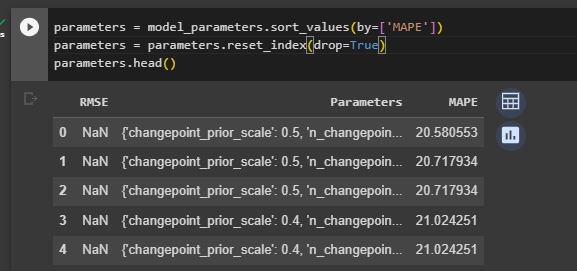 parameters = model_parameters.sort_values(by=['MAPE'])
parameters = parameters.reset_index(drop=True)
parameters.head()
RMSE Parameters MAPE
0 NaN {'changepoint_prior_scale': 0.5, 'n_changepoin... 20.580553
1 NaN {'changepoint_prior_scale': 0.5, 'n_changepoin... 20.717934
2 NaN {'changepoint_prior_scale': 0.5, 'n_changepoin... 20.717934
3 NaN {'changepoint_prior_scale': 0.4, 'n_changepoin... 21.024251
4 NaN {'changepoint_prior_scale': 0.4, 'n_changepoin... 21.024251